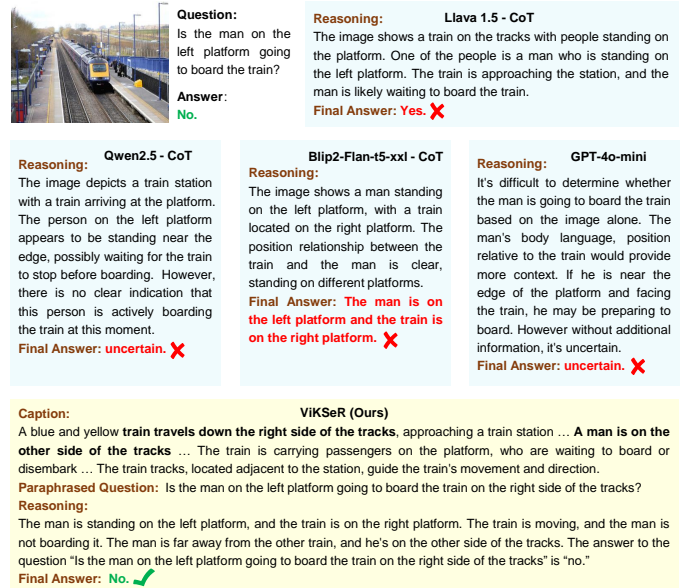 Question:
Is the man on the
left platform going
to board the train?
Answer:
No.
Llava 1.5 - CoT
Reasoning:
The image shows a train on the tracks with people standing on
the platform. One of the people is a man who is standing on
the left platform. The train is approaching the station, and the
man is likely waiting to board the train.
Final Answer: Yes.
Qwen2.5 - CoT
Reasoning:
The image depicts a train station
with a train arriving at the platform.
The person on the left platform
appears to be standing near the
edge, possibly waiting for the train
to stop before boarding. However,
there is no clear indication that
this person is actively boarding
the train at this moment.
Final Answer: uncertain.
Blip2-Flan-t5-xxl - CoT
Reasoning:
The image shows a man standing
on the left platform, with a train
located on the right platform. The
position relationship between the
train and the man is clear,
standing on different platforms.
Final Answer: The man is on
the left platform and the train is
on the right platform.
GPT-4o-mini
Reasoning:
It's difficult to determine whether
the man is going to board the train
based on the image alone. The
man's body language, position
relative to the train would provide
more context. If he is near the
edge of the platform and facing
the train, he may be preparing to
board. However without additional
information, it's uncertain.
Final Answer: uncertain.
ViKSeR (Ours)
Caption:
A blue and yellow train travels down the right side of the tracks, approaching a train station … A man is on the
other side of the tracks … The train is carrying passengers on the platform, who are waiting to board or
disembark … The train tracks, located adjacent to the station, guide the train's movement and direction.
Paraphrased Question: Is the man on the left platform going to board the train on the right side of the tracks?
Reasoning:
The man is standing on the left platform, and the train is on the right platform. The train is moving, and the man is
not boarding it. The man is far away from the other train, and he's on the other side of the tracks. The answer to the
question “Is the man on the left platform going to board the train on the right side of the tracks” is “no.”
Final Answer: No.